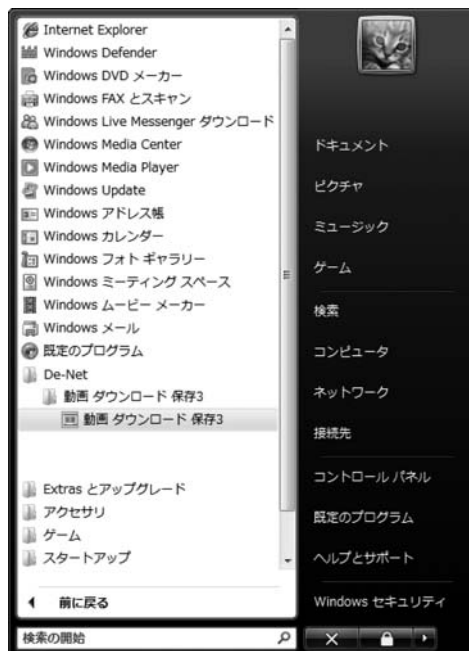 Internet Explorer
Windows Defender
Windows DVD メーカー
Windows FAX とスキャン
Windows Live Messenger ダウンロード
Windows Media Center
Windows Media Player
Windows Update
Windows アドレス帳
Windows カレンダー
Windows フォト ギャラリー
Windows ミーティング スペース
Windows ムービー メーカー
Windows メール
既定のプログラム
De-Net
動画 ダウンロード 保存3
動画 ダウンロード 保存3
Extras とアップグレード
アクセサリ
ゲーム
スタートアップ
前に戻る
検索の開始
ドキュメント
ピクチャ
ミュージック
ゲーム
検索
コンピュータ
ネットワーク
接続先
コントロール パネル
既定のプログラム
ヘルプとサポート
Windows セキュリティ